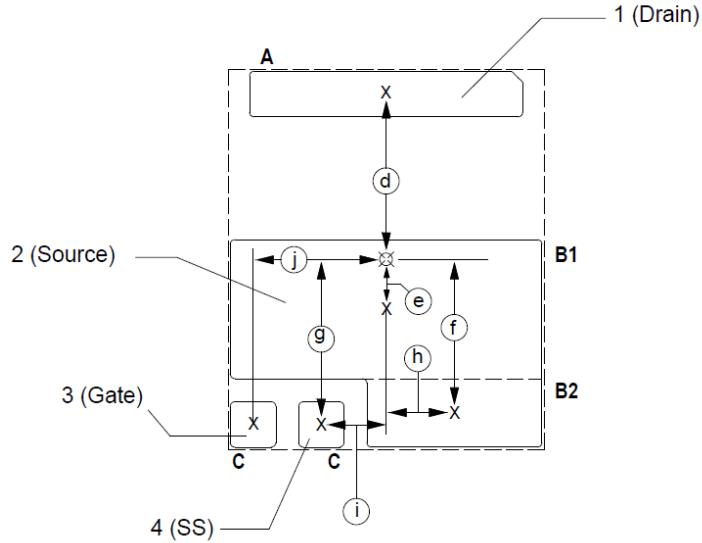 1 (Drain)
A
X
d
2 (Source)
j
B1
e
X
g
f
h
3 (Gate)
B2
X
X
X
C
C
i
4 (SS)